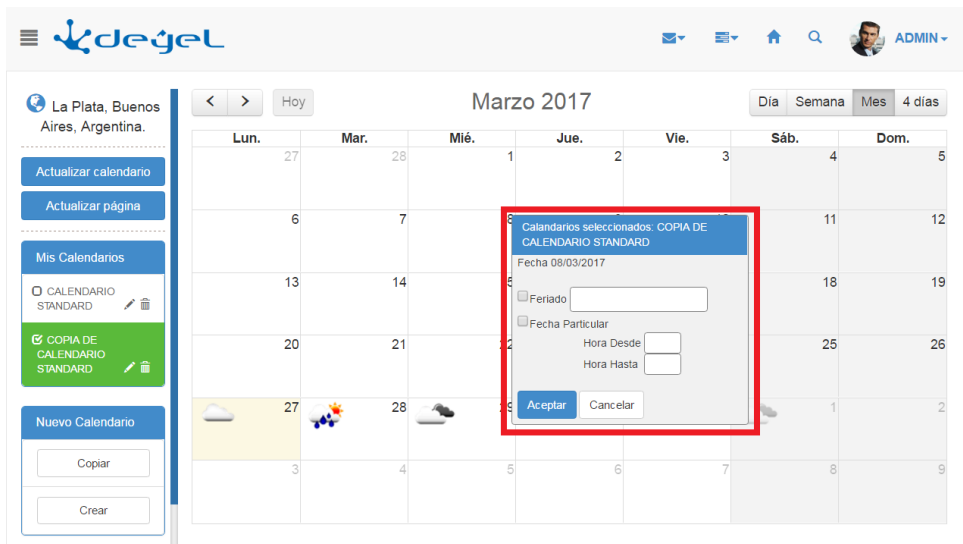 deyel
ADMIN
La Plata, Buenos
Aires, Argentina.
Actualizar calendario
Actualizar página
Mis Calendarios
CALENDARIO
STANDARD
COPIA DE
CALENDARIO
STANDARD
Nuevo Calendario
Copiar
Crear
Hoy
Marzo 2017
Día Semana Mes 4 días
Lun. Mar. Mié. Jue. Vie. Sáb. Dom.
27 28 1 2 3 4 5
6 7 8 11 12
13 14 18 19
20 21 25 26
27 28 29 1 2
3 4 5 6 7 8 9
Calandarios seleccionados: COPIA DE
CALENDARIO STANDARD
Fecha 08/03/2017
Feriado
Fecha Particular
Hora Desde
Hora Hasta
Aceptar Cancelar